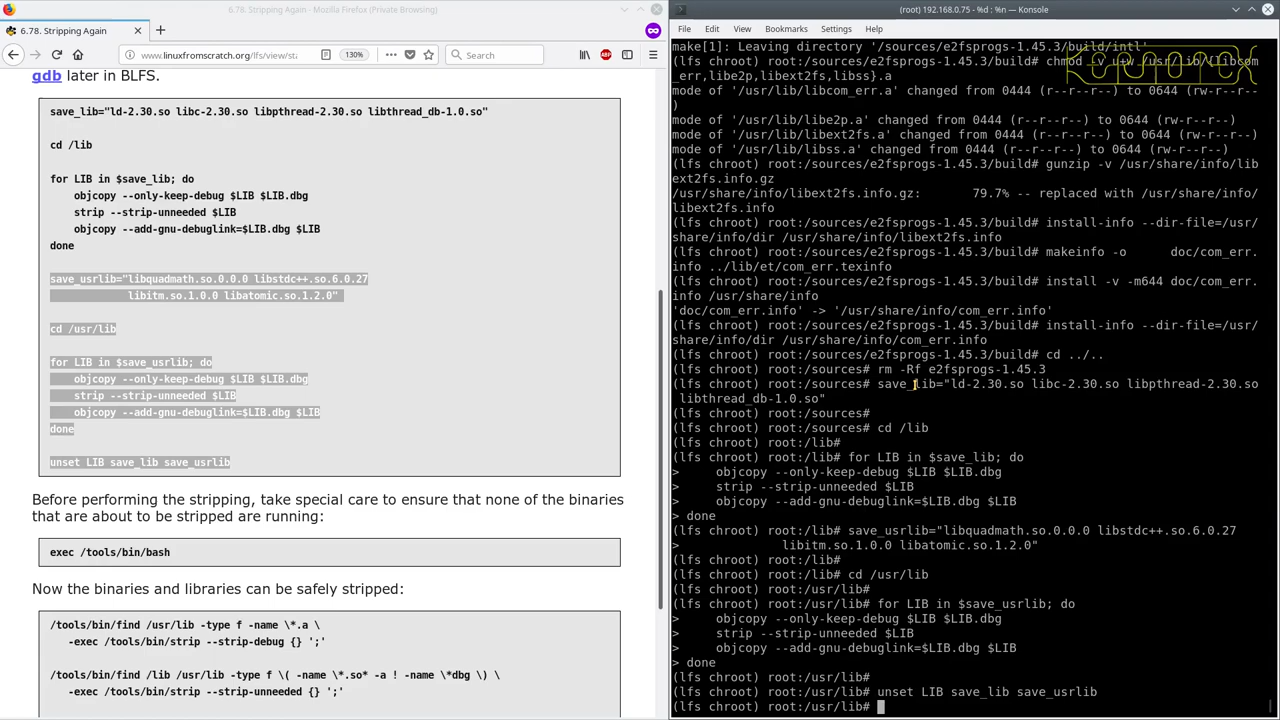 6.78. Stripping Again - Mozilla Firefox (Private Browsing)
6.78. Stripping Again
www.linuxfromscratch.org/lfs/view/sta
130%
Search
gdb later in BLFS.
save_lib="ld-2.30.so libc-2.30.so libpthread-2.30.so libthread_db-1.0.so"
cd /lib
for LIB in $save_lib; do
    objcopy --only-keep-debug $LIB $LIB.dbg
    strip --strip-unneeded $LIB
    objcopy --add-gnu-debuglink=$LIB.dbg $LIB
done
save_usrlib="libquadmath.so.0.0.0 libstdc++.so.6.0.27
             libitm.so.1.0.0 libatomic.so.1.2.0"
cd /usr/lib
for LIB in $save_usrlib; do
    objcopy --only-keep-debug $LIB $LIB.dbg
    strip --strip-unneeded $LIB
    objcopy --add-gnu-debuglink=$LIB.dbg $LIB
done
unset LIB save_lib save_usrlib
Before performing the stripping, take special care to ensure that none of the binaries
that are about to be stripped are running:
exec /tools/bin/bash
Now the binaries and libraries can be safely stripped:
/tools/bin/find /usr/lib -type f -name \*.a \
   -exec /tools/bin/strip --strip-debug {} ';'
/tools/bin/find /lib /usr/lib -type f \( -name \*.so* -a ! -name \*dbg \) \
   -exec /tools/bin/strip --strip-unneeded {} ';'
(root) 192.168.0.75 - %d : %n — Konsole
File Edit View Bookmarks Settings Help
make[1]: Leaving directory '/sources/e2fsprogs-1.45.3/build/intl'
(lfs chroot) root:/sources/e2fsprogs-1.45.3/build# chmod -v u+w /usr/lib/{libcom
_err,libe2p,libext2fs,libss}.a
mode of '/usr/lib/libcom_err.a' changed from 0444 (r--r--r--) to 0644 (rw-r--r--
)
mode of '/usr/lib/libe2p.a' changed from 0444 (r--r--r--) to 0644 (rw-r--r--)
mode of '/usr/lib/libext2fs.a' changed from 0444 (r--r--r--) to 0644 (rw-r--r--)
mode of '/usr/lib/libss.a' changed from 0444 (r--r--r--) to 0644 (rw-r--r--)
(lfs chroot) root:/sources/e2fsprogs-1.45.3/build# gunzip -v /usr/share/info/lib
ext2fs.info.gz
/usr/share/info/libext2fs.info.gz:      79.7% -- replaced with /usr/share/info/
libext2fs.info
(lfs chroot) root:/sources/e2fsprogs-1.45.3/build# install-info --dir-file=/usr/
share/info/dir /usr/share/info/libext2fs.info
(lfs chroot) root:/sources/e2fsprogs-1.45.3/build# makeinfo -o      doc/com_err.
info ../lib/et/com_err.texinfo
(lfs chroot) root:/sources/e2fsprogs-1.45.3/build# install -v -m644 doc/com_err.
info /usr/share/info
'doc/com_err.info' -> '/usr/share/info/com_err.info'
(lfs chroot) root:/sources/e2fsprogs-1.45.3/build# install-info --dir-file=/usr/
share/info/dir /usr/share/info/com_err.info
(lfs chroot) root:/sources/e2fsprogs-1.45.3/build# cd ../..
(lfs chroot) root:/sources# rm -Rf e2fsprogs-1.45.3
(lfs chroot) root:/sources# save_lib="ld-2.30.so libc-2.30.so libpthread-2.30.so
 libthread_db-1.0.so"
(lfs chroot) root:/sources#
(lfs chroot) root:/sources# cd /lib
(lfs chroot) root:/lib#
(lfs chroot) root:/lib# for LIB in $save_lib; do
>     objcopy --only-keep-debug $LIB $LIB.dbg
>     strip --strip-unneeded $LIB
>     objcopy --add-gnu-debuglink=$LIB.dbg $LIB
> done
(lfs chroot) root:/lib# save_usrlib="libquadmath.so.0.0.0 libstdc++.so.6.0.27
>              libitm.so.1.0.0 libatomic.so.1.2.0"
(lfs chroot) root:/lib#
(lfs chroot) root:/lib# cd /usr/lib
(lfs chroot) root:/usr/lib#
(lfs chroot) root:/usr/lib# for LIB in $save_usrlib; do
>     objcopy --only-keep-debug $LIB $LIB.dbg
>     strip --strip-unneeded $LIB
>     objcopy --add-gnu-debuglink=$LIB.dbg $LIB
> done
(lfs chroot) root:/usr/lib#
(lfs chroot) root:/usr/lib# unset LIB save_lib save_usrlib
(lfs chroot) root:/usr/lib#